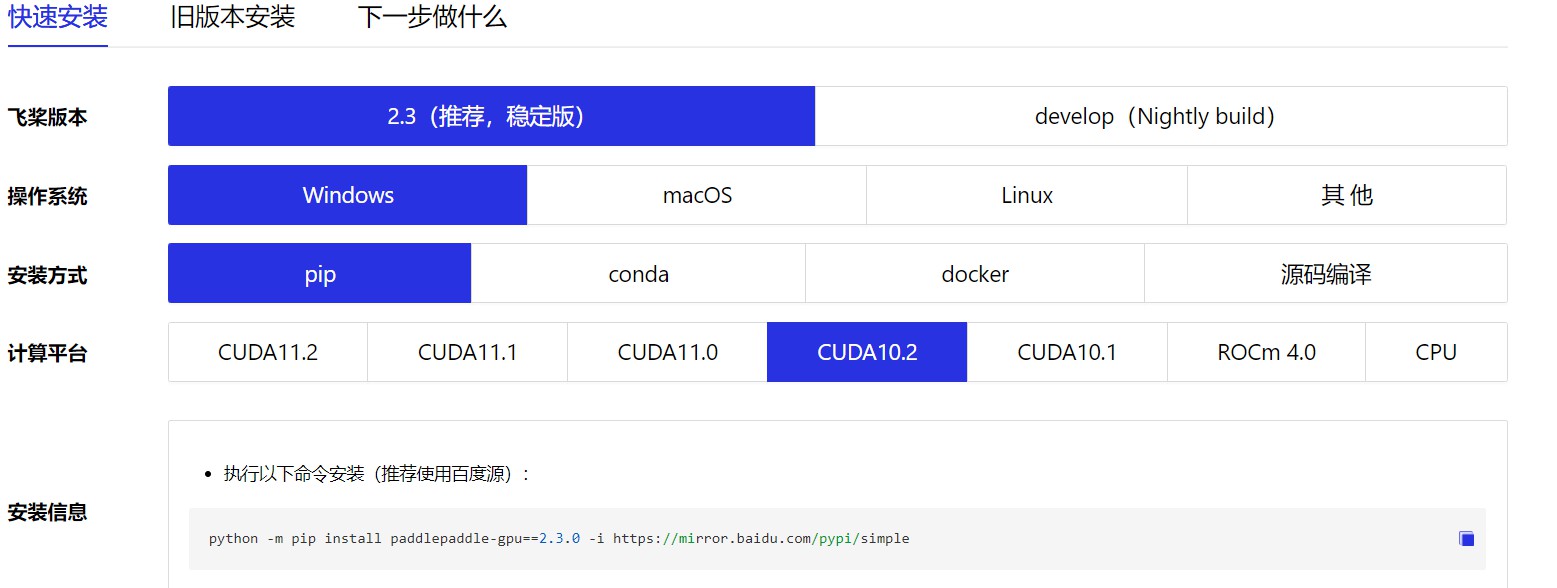 快速安装 旧版本安装 下一步做什么
飞桨版本 2.3（推荐，稳定版） develop（Nightly build）
操作系统 Windows macOS Linux 其 他
安装方式 pip conda docker 源码编译
计算平台 CUDA11.2 CUDA11.1 CUDA11.0 CUDA10.2 CUDA10.1 ROCm 4.0 CPU
• 执行以下命令安装（推荐使用百度源）：
安装信息
python -m pip install paddlepaddle-gpu==2.3.0 -i https://mirror.baidu.com/pypi/simple